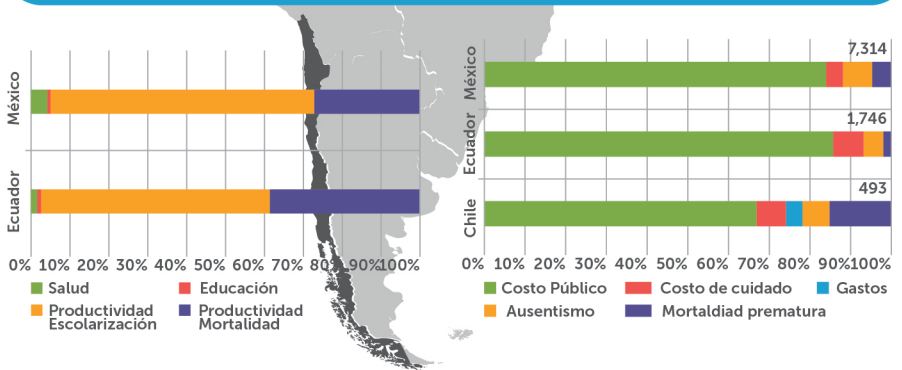 México
Ecuador
0% 10% 20% 30% 40% 50% 60% 70% 80% 90% 100%
Salud
Educación
Productividad
Escolarización
Productividad
Mortalidad
7,314
México
1,746
Ecuador
493
Chile
0% 10% 20% 30% 40% 50% 60% 70% 80% 90% 100%
Costo Público
Costo de cuidado
Gastos
Ausentismo
Mortaldiad prematura